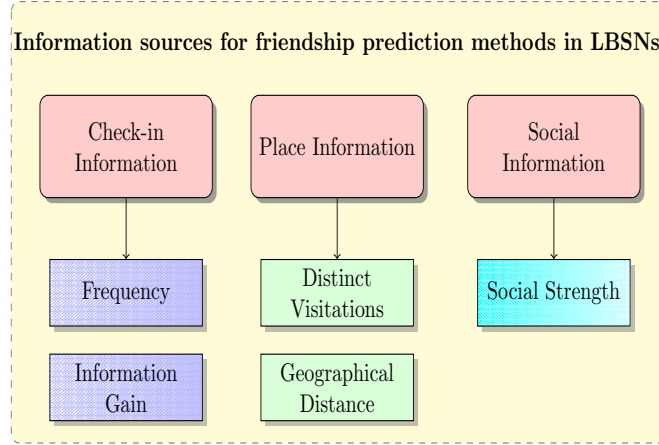 Information sources for friendship prediction methods in LBSNs
Check-in
Information
Place Information
Social
Information
Frequency
Distinct
Visitations
Social Strength
Information
Gain
Geographical
Distance